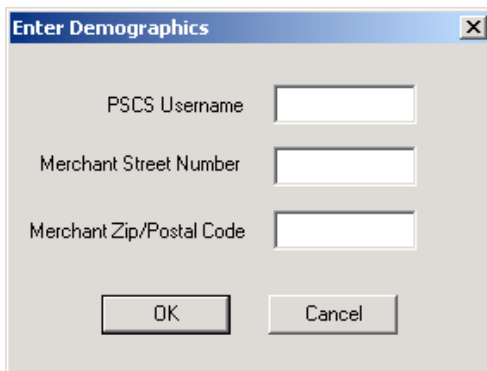 Enter Demographics
PSCS Username
Merchant Street Number
Merchant Zip/Postal Code
OK Cancel